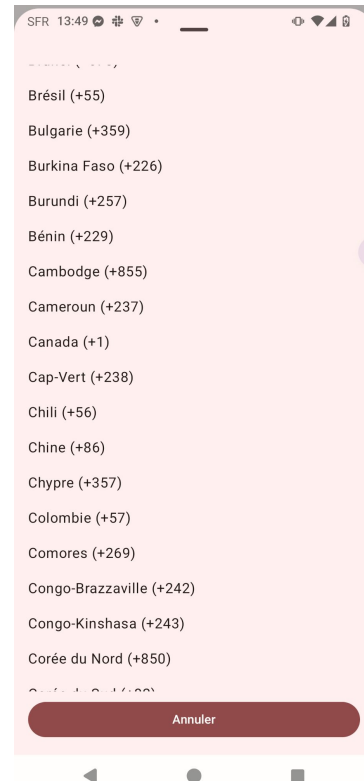 SFR 13:49
Brésil (+55)
Bulgarie (+359)
Burkina Faso (+226)
Burundi (+257)
Bénin (+229)
Cambodge (+855)
Cameroun (+237)
Canada (+1)
Cap-Vert (+238)
Chili (+56)
Chine (+86)
Chypre (+357)
Colombie (+57)
Comores (+269)
Congo-Brazzaville (+242)
Congo-Kinshasa (+243)
Corée du Nord (+850)
Annuler